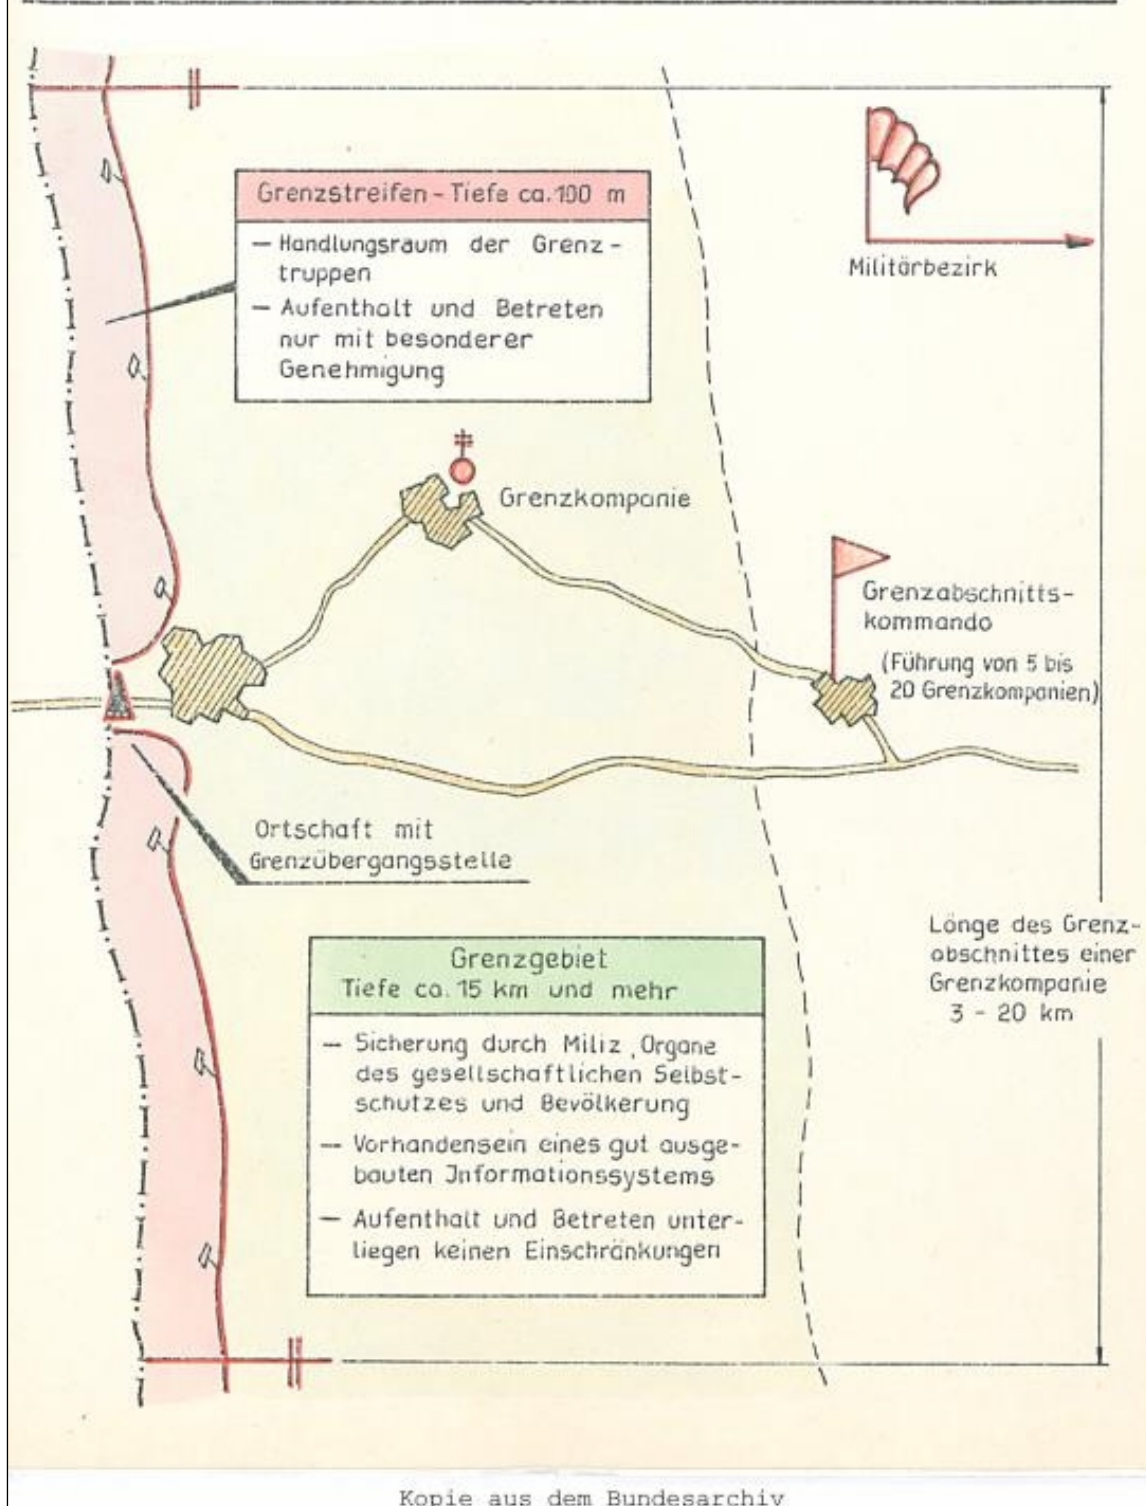 Grenzstreifen - Tiefe ca. 100 m
— Handlungsraum der Grenz-
truppen
— Aufenthalt und Betreten
nur mit besonderer
Genehmigung
Militärbezirk
Grenzkompanie
Grenzabschnitts-
kommando
(Führung von 5 bis
20 Grenzkompanien)
Ortschaft mit
Grenzübergangsstelle
Länge des Grenz-
abschnittes einer
Grenzkompanie
3 - 20 km
Grenzgebiet
Tiefe ca. 15 km und mehr
— Sicherung durch Miliz, Organe
des gesellschaftlichen Selbst-
schutzes und Bevölkerung
— Vorhandensein eines gut ausge-
bauten Informationssystems
— Aufenthalt und Betreten unter-
liegen keinen Einschränkungen
Kopie aus dem Bundesarchiv